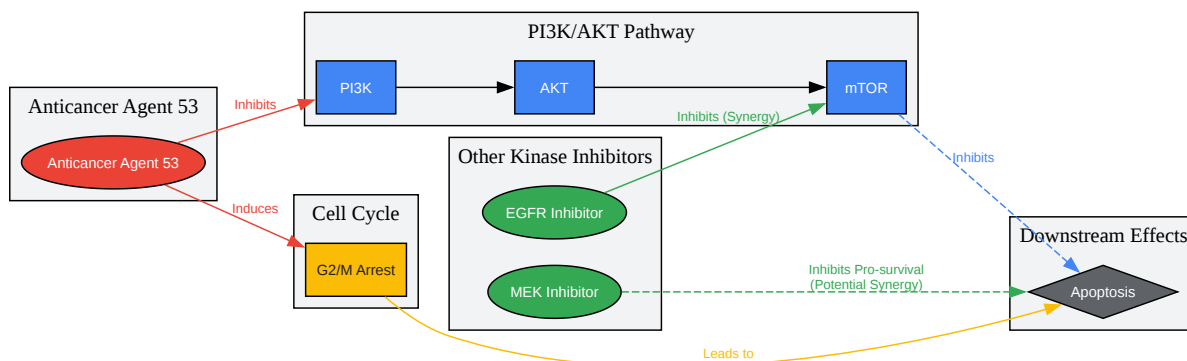 PI3K/AKT Pathway
PI3K
AKT
mTOR
Anticancer Agent 53
Inhibits
Anticancer Agent 53
Inhibits (Synergy)
Other Kinase Inhibitors
Inhibits
Induces
Cell Cycle
EGFR Inhibitor
G2/M Arrest
Downstream Effects
MEK Inhibitor
Inhibits Pro-survival
(Potential Synergy)
Apoptosis
Leads to